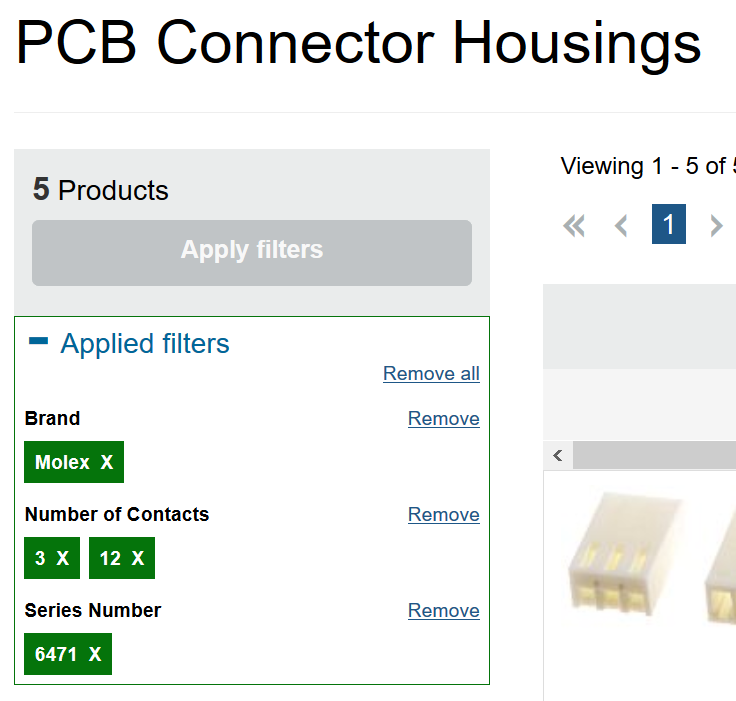 PCB Connector Housings
5 Products
Apply filters
Applied filters
Remove all
Brand
Remove
Molex X
Number of Contacts
Remove
3 X
12 X
Series Number
Remove
6471 X
Viewing 1 - 5 of
« ‹ 1 ›